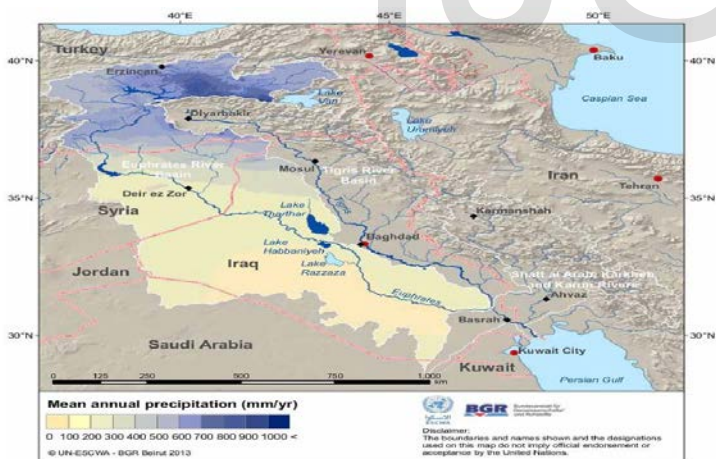 40°E 45°E 50°E
Turkey
Yerevan
Baku
40°N
40°N
Erzincan
Caspian Sea
Lake
Van
Diyarbakir
Lake
Urmiyeh
Euphrates River
Basin
Mosul
Tigris River
Basin
Iran
35°N
35°N
Tehran
Deir ez Zor
Syria
Lake
Tharthar
Tigris
Karmanshah
Baghdad
Lake
Habbaniyeh
Lake
Razzaza
Jordan
Iraq
Shatt al Arab, Karkheh
and Karun Rivers
Euphrates
Ahvaz
Basrah
30°N
30°N
Saudi Arabia
Kuwait City
Kuwait
Persian Gulf
0 250 500 750 1.000
km
Mean annual precipitation (mm/yr)
0 100 200 300 400 500 600 700 800 900 1000 <
© UN-ESCWA - BGR Beirut 2013
BGR
Disclaimer:
The boundaries and names shown and the designations
used on this map do not imply official endorsement or
acceptance by the United Nations.